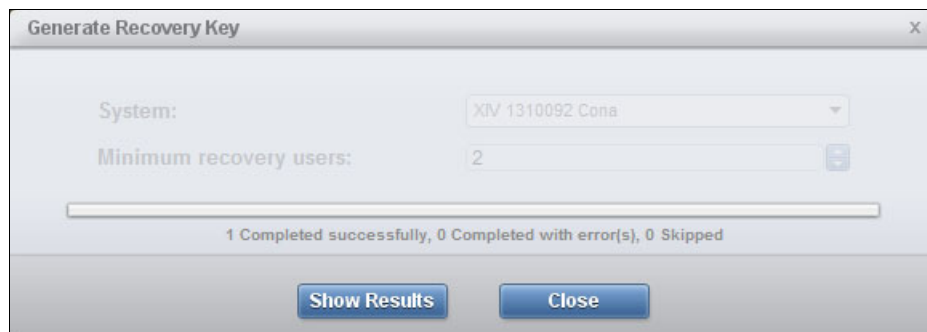 Generate Recovery Key x
System: XIV 1310092 Cona
Minimum recovery users: 2
1 Completed successfully, 0 Completed with error(s), 0 Skipped
Show Results Close